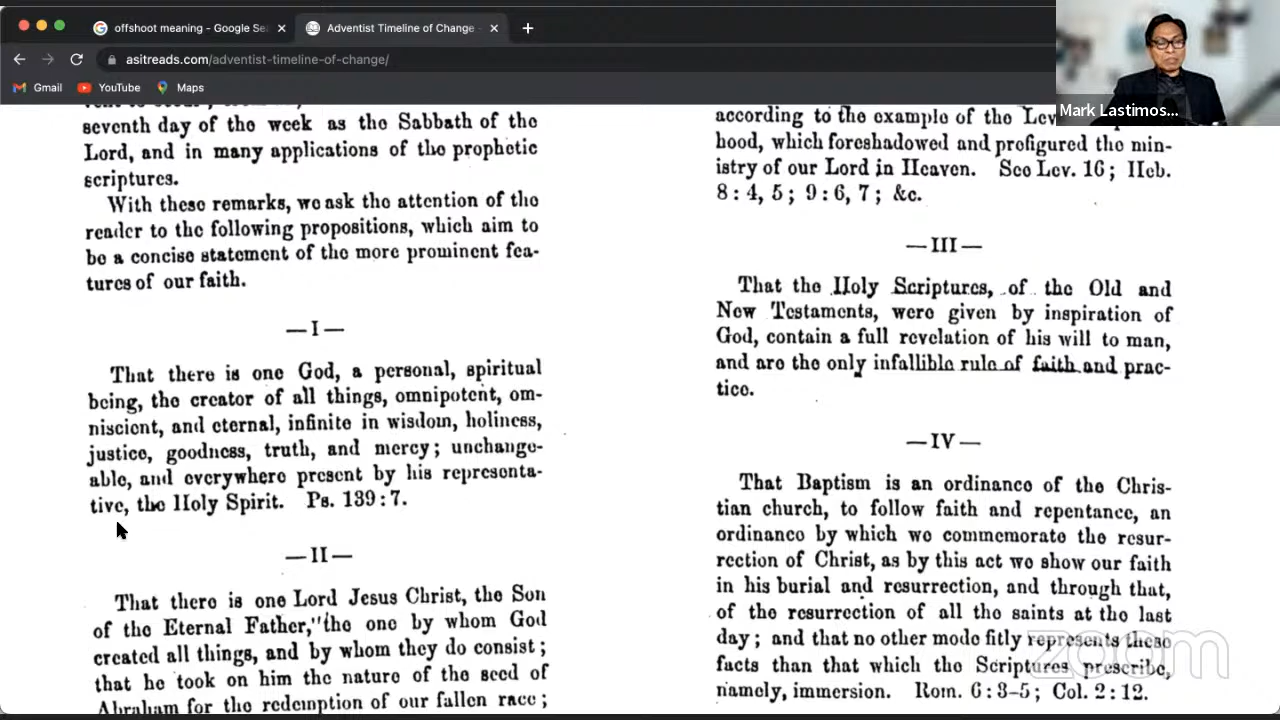 offshoot meaning - Google Se
Adventist Timeline of Change -
asitreads.com/adventist-timeline-of-change/
Gmail
YouTube
Maps
Mark Lastimos...
seventh day of the week as the Sabbath of the
Lord, and in many applications of the prophetic
scriptures.
With these remarks, we ask the attention of the
reader to the following propositions, which aim to
be a concise statement of the more prominent fea-
tures of our faith.
—I—
That there is one God, a personal, spiritual
being, the creator of all things, omnipotent, om-
niscient, and eternal, infinite in wisdom, holiness,
justice, goodness, truth, and mercy; unchange-
able, and everywhere present by his representa-
tive, the Holy Spirit. Ps. 139:7.
—II—
That there is one Lord Jesus Christ, the Son
of the Eternal Father, the one by whom God
created all things, and by whom they do consist;
that he took on him the nature of the seed of
Abraham for the redemption of our fallen race;
according to the example of the Lev
hood, which foreshadowed and prefigured the min-
istry of our Lord in Heaven. See Lev. 16; Heb.
8:4, 5; 9:6, 7; &c.
—III—
That the Holy Scriptures, of the Old and
New Testaments, were given by inspiration of
God, contain a full revelation of his will to man,
and are the only infallible rule of faith and prac-
tice.
—IV—
That Baptism is an ordinance of the Chris-
tian church, to follow faith and repentance, an
ordinance by which we commemorate the resur-
rection of Christ, as by this act we show our faith
in his burial and resurrection, and through that,
of the resurrection of all the saints at the last
day; and that no other mode fitly represents these
facts than that which the Scriptures prescribe,
namely, immersion. Rom. 6:3-5; Col. 2:12.
zoom